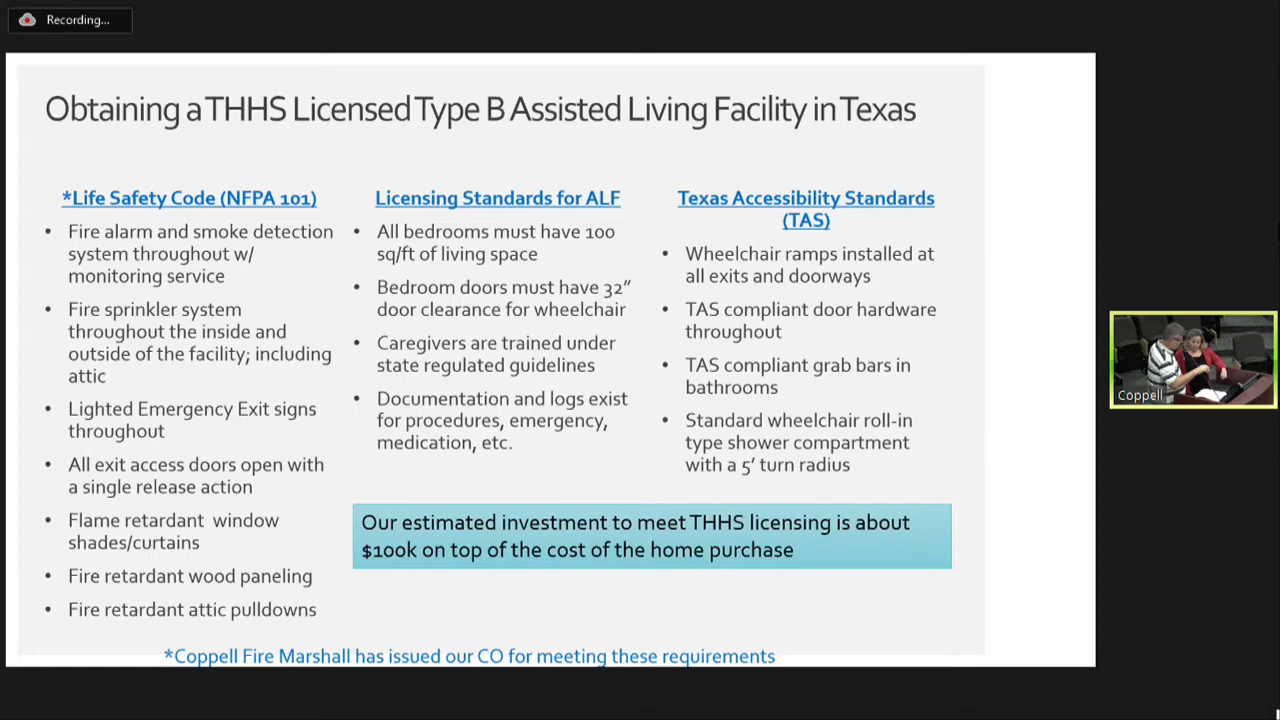 Recording...
Obtaining a THHS Licensed Type B Assisted Living Facility in Texas
*Life Safety Code (NFPA 101)
• Fire alarm and smoke detection
system throughout w/
monitoring service
• Fire sprinkler system
throughout the inside and
outside of the facility; including
attic
• Lighted Emergency Exit signs
throughout
• All exit access doors open with
a single release action
• Flame retardant window
shades/curtains
• Fire retardant wood paneling
• Fire retardant attic pulldowns
Licensing Standards for ALF
• All bedrooms must have 100
sq/ft of living space
• Bedroom doors must have 32”
door clearance for wheelchair
• Caregivers are trained under
state regulated guidelines
• Documentation and logs exist
for procedures, emergency,
medication, etc.
Texas Accessibility Standards
(TAS)
• Wheelchair ramps installed at
all exits and doorways
• TAS compliant door hardware
throughout
• TAS compliant grab bars in
bathrooms
• Standard wheelchair roll-in
type shower compartment
with a 5’ turn radius
Our estimated investment to meet THHS licensing is about
$100k on top of the cost of the home purchase
*Coppell Fire Marshall has issued our CO for meeting these requirements
Coppell